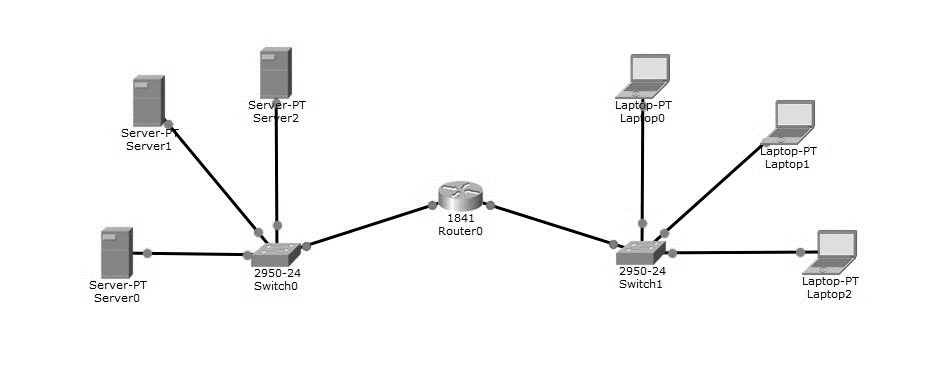 Server-PT
Server2
Laptop-PT
Laptop0
Server-PT
Server1
Laptop-PT
Laptop1
1841
Router0
2950-24
Switch0
2950-24
Switch1
Server-PT
Server0
Laptop-PT
Laptop2